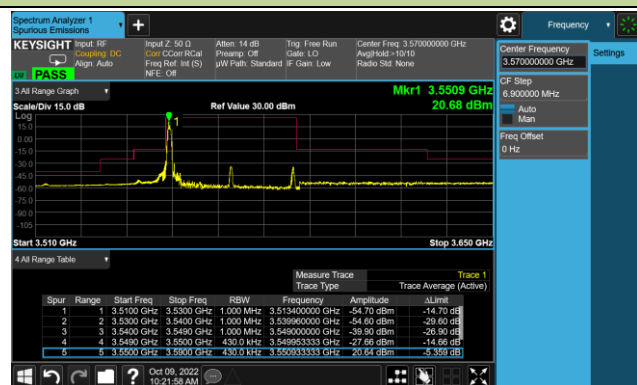 Spectrum Analyzer 1
Spurious Emissions
Frequency
KEYSIGHT Input: RF
Coupling: DC
Align: Auto
Input Z: 50 Ω
Corr CCorr RCal
Freq Ref: Int (S)
NFE: Off
Atten: 14 dB
Preamp: Off
µW Path: Standard
Trig: Free Run
Gate: LO
IF Gain: Low
Center Freq: 3.570000000 GHz
Avg|Hold:>10/10
Radio Std: None
PASS
Center Frequency
3.570000000 GHz
Settings
CF Step
6.900000 MHz
Auto
Man
Freq Offset
0 Hz
3 All Range Graph
Mkr1 3.5509 GHz
20.68 dBm
Scale/Div 15.0 dB
Ref Value 30.00 dBm
Log
15.0
0.00
-15.0
-30.0
-45.0
-60.0
-75.0
-90.0
-105
1
Start 3.510 GHz
Stop 3.650 GHz
4 All Range Table
Measure Trace Trace 1
Trace Type Trace Average (Active)
Spur Range Start Freq Stop Freq RBW Frequency Amplitude ΔLimit
1 1 3.5100 GHz 3.5300 GHz 1.000 MHz 3.513400000 GHz -54.70 dBm -14.70 dB
2 2 3.5300 GHz 3.5400 GHz 1.000 MHz 3.539960000 GHz -54.60 dBm -29.60 dB
3 3 3.5400 GHz 3.5490 GHz 1.000 MHz 3.549000000 GHz -39.90 dBm -26.90 dB
4 4 3.5490 GHz 3.5500 GHz 430.0 kHz 3.549953333 GHz -27.66 dBm -14.66 dB
5 5 3.5500 GHz 3.5900 GHz 430.0 kHz 3.550933333 GHz 20.64 dBm -5.359 dB
Oct 09, 2022
10:21:58 AM